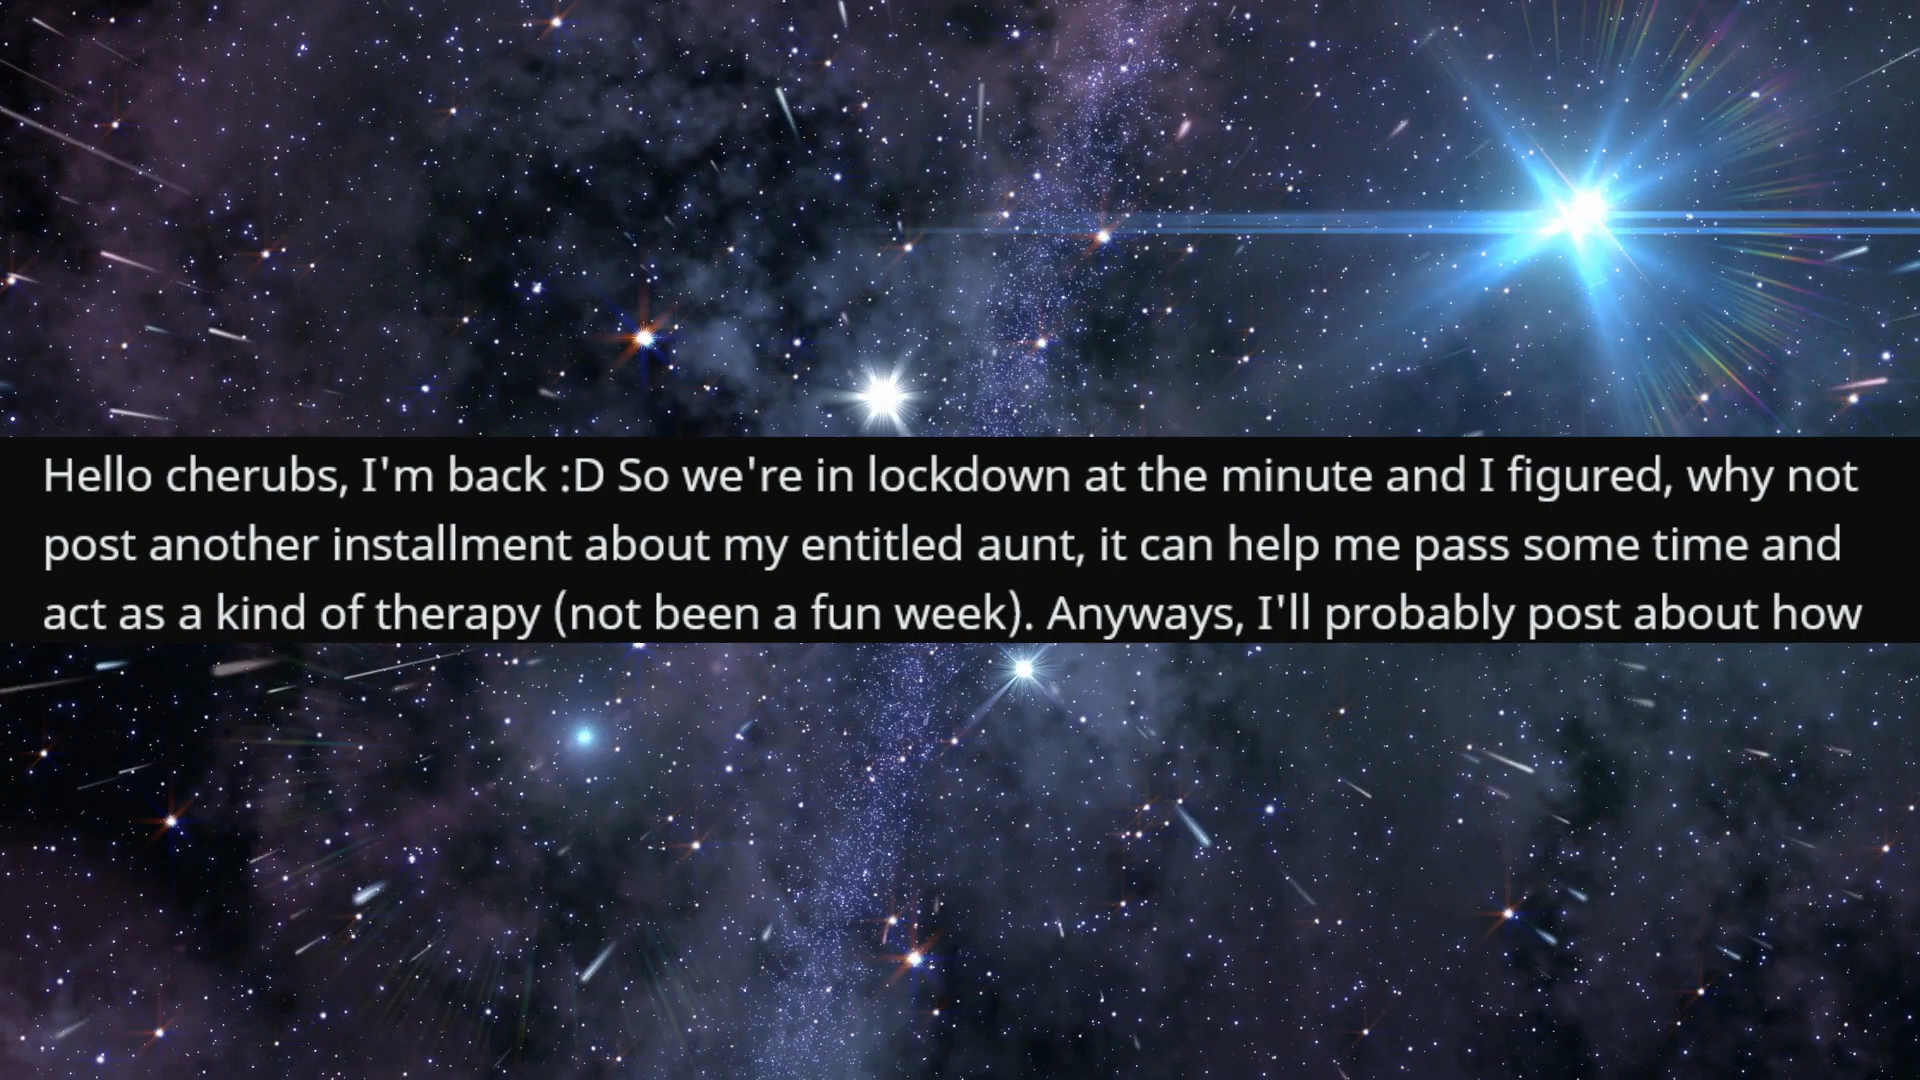 Hello cherubs, I'm back :D So we're in lockdown at the minute and I figured, why not
post another installment about my entitled aunt, it can help me pass some time and
act as a kind of therapy (not been a fun week). Anyways, I'll probably post about how